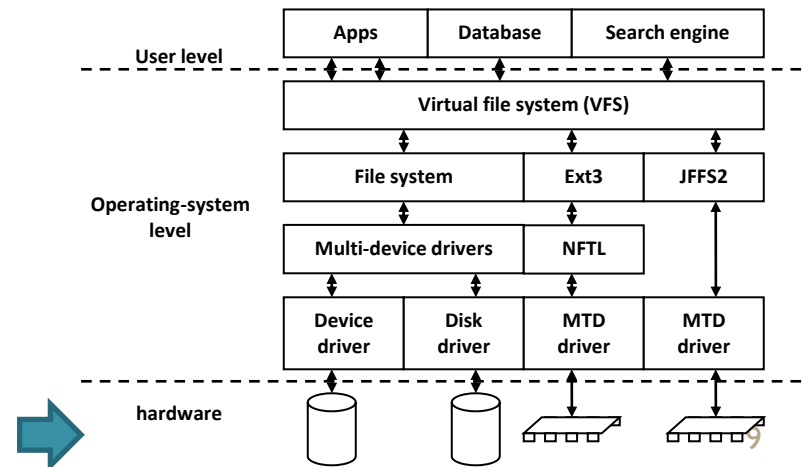 Apps Database Search engine
User level
Virtual file system (VFS)
File system Ext3 JFFS2
Operating-system
level
Multi-device drivers NFTL
Device
driver
Disk
driver
MTD
driver
MTD
driver
hardware
9